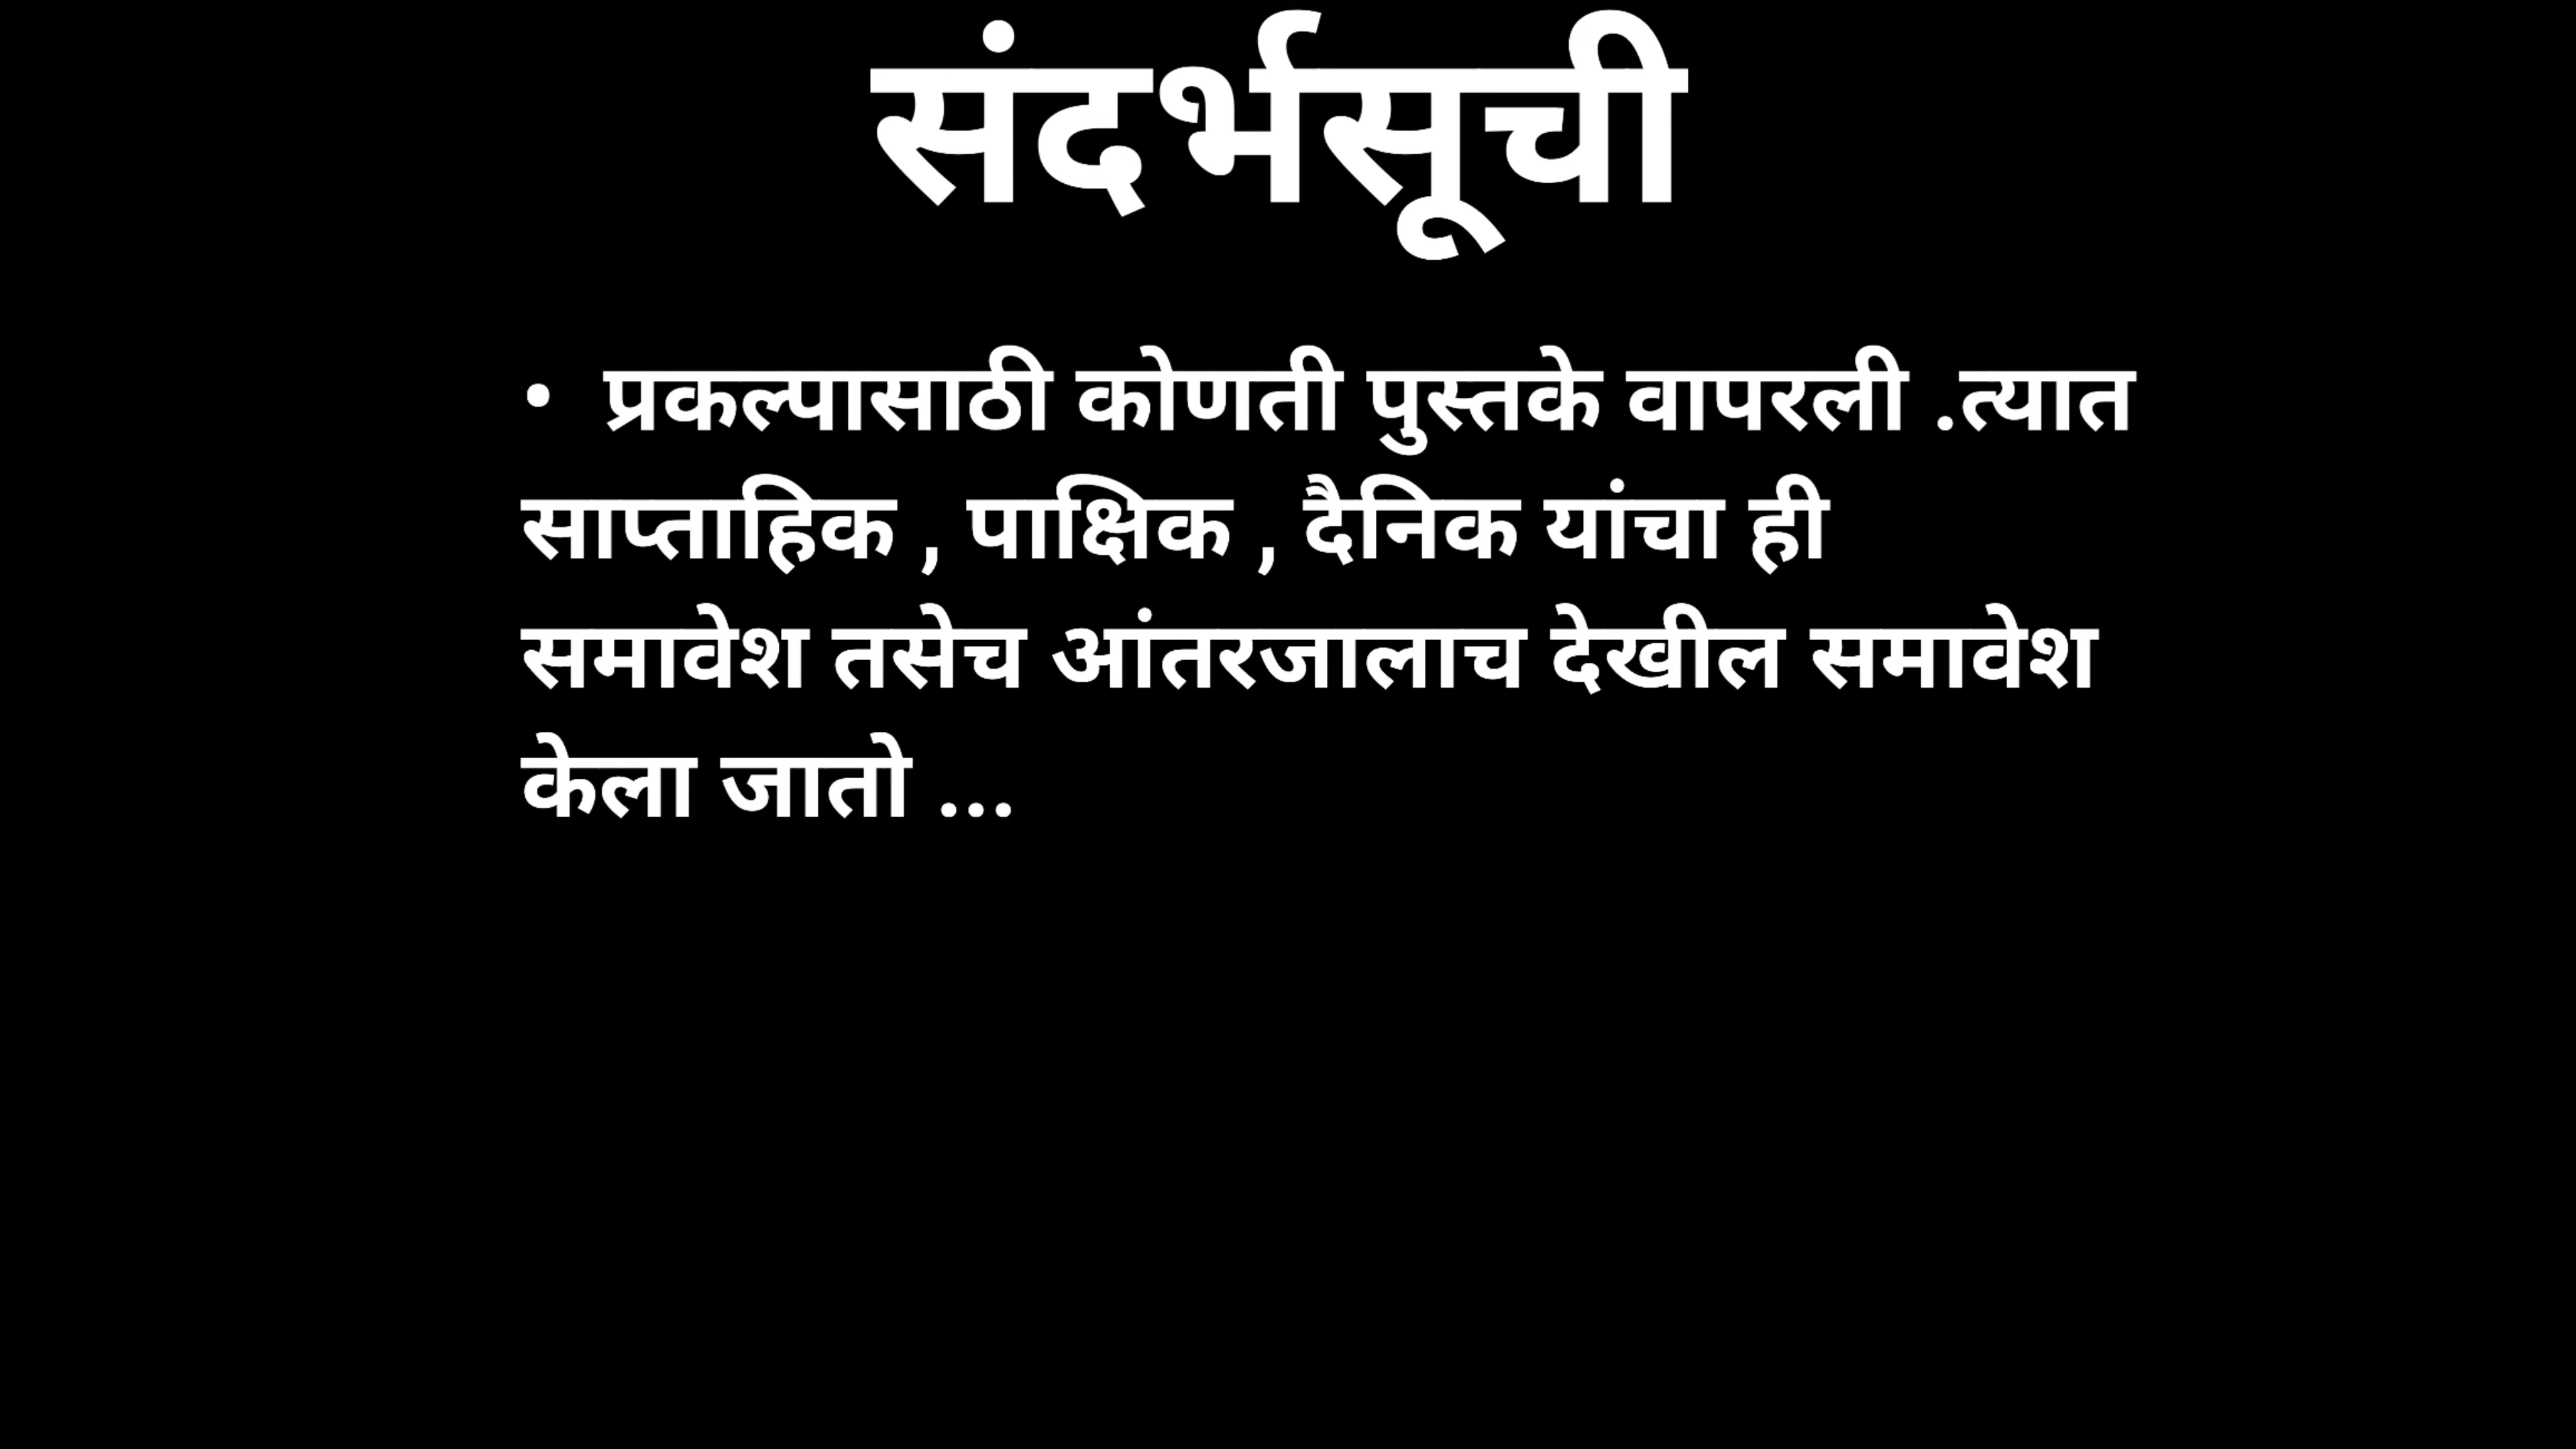 संदर्भसूची
• प्रकल्पासाठी कोणती पुस्तके वापरली .त्यात
साप्ताहिक , पाक्षिक , दैनिक यांचा ही
समावेश तसेच आंतरजालाच देखील समावेश
केला जातो ...